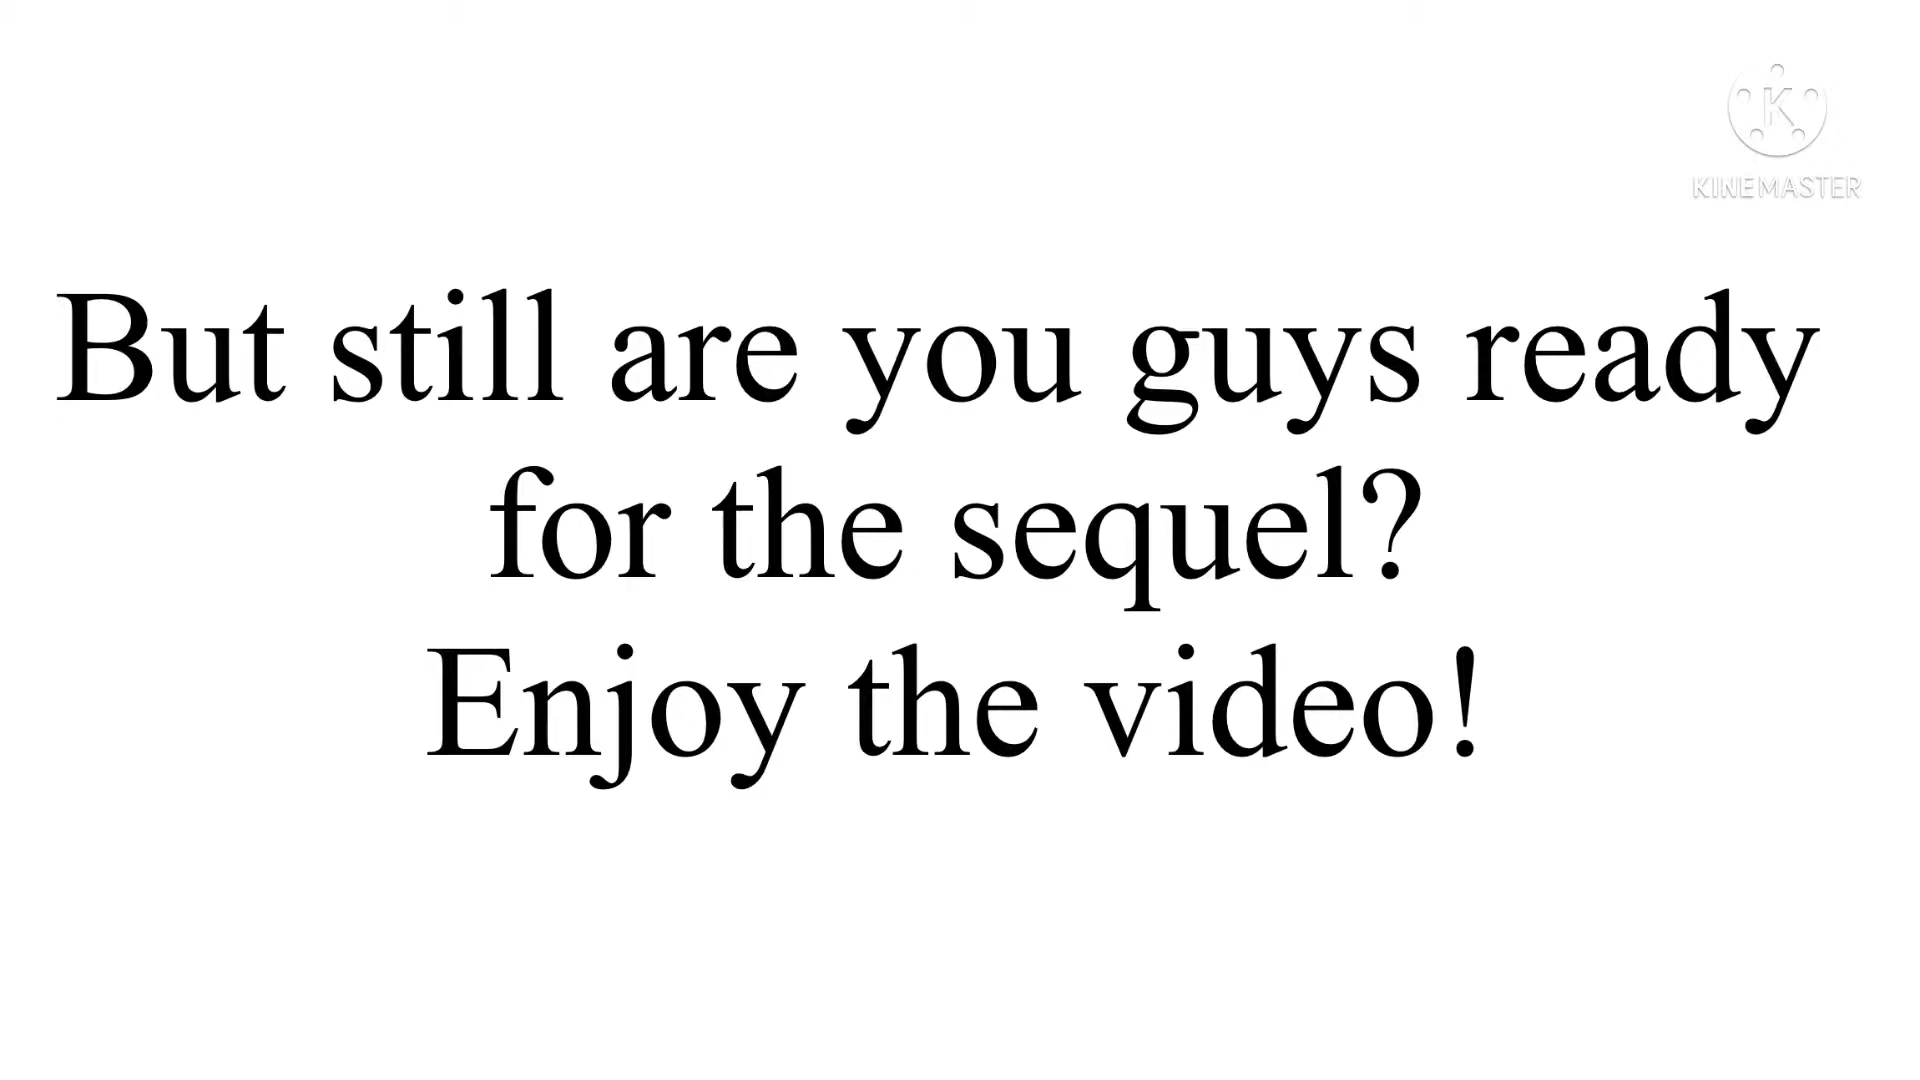 K
KINEMASTER
But still are you guys ready
for the sequel?
Enjoy the video!